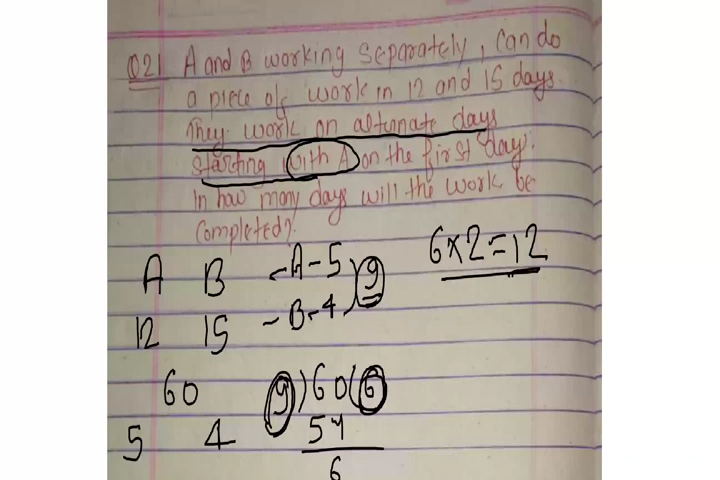 Q21 A and B working separately, can do
a piece of work in 12 and 15 days.
They work on alternate days
starting with A on the first day.
In how many days will the work be
completed?
A B - A - 5 ) 9 6 x 2 = 12
12 15 - B - 4
60 9 ) 60 ( 6
5 4 54
6